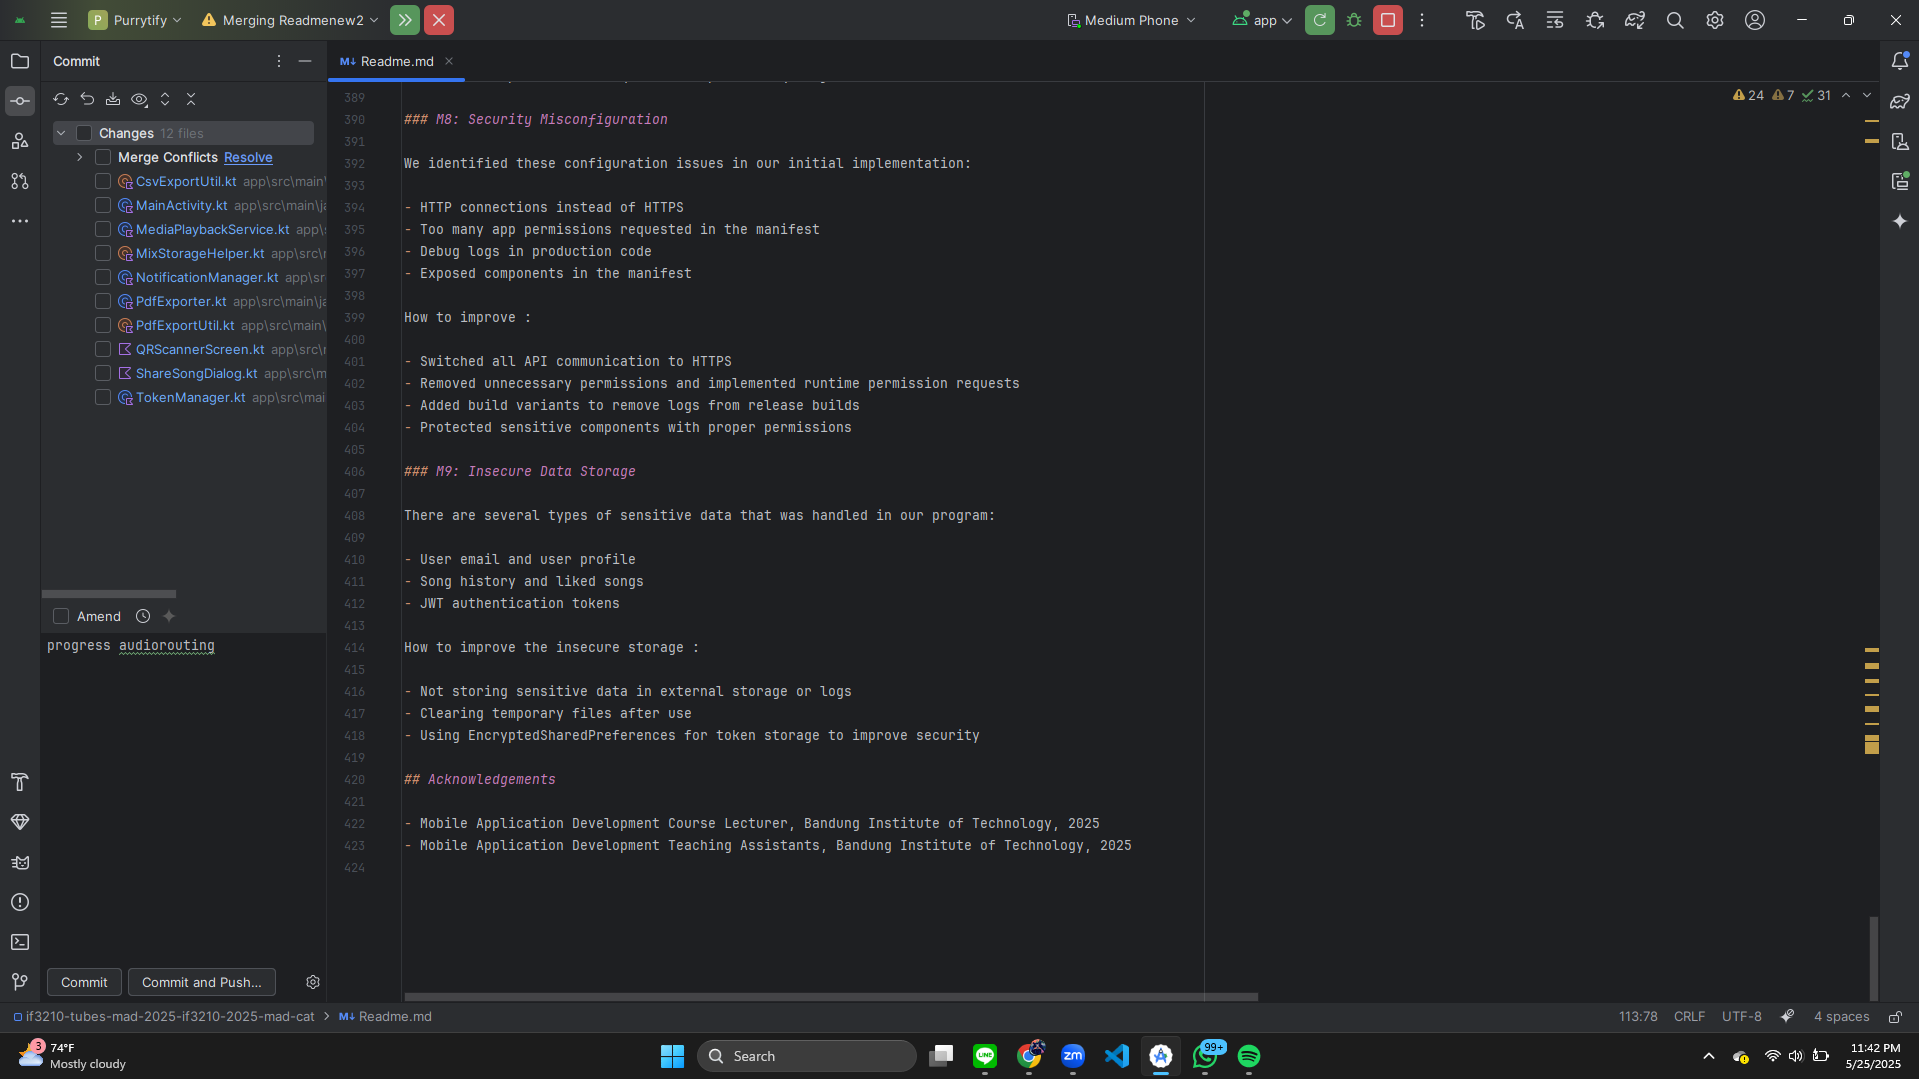 P Purrytify
Merging Readmenew2
Medium Phone
app
Commit
Readme.md
24 7 31
Changes 12 files
Merge Conflicts Resolve
CsvExportUtil.kt app\src\main\
MainActivity.kt app\src\main\ja
MediaPlaybackService.kt app\s
MixStorageHelper.kt app\src\r
NotificationManager.kt app\sr
PdfExporter.kt app\src\main\ja
PdfExportUtil.kt app\src\main\
QRScannerScreen.kt app\src\r
ShareSongDialog.kt app\src\m
TokenManager.kt app\src\mai
Amend
progress audiorouting
Commit
Commit and Push...
389
390 ### M8: Security Misconfiguration
391
392 We identified these configuration issues in our initial implementation:
393
394 - HTTP connections instead of HTTPS
395 - Too many app permissions requested in the manifest
396 - Debug logs in production code
397 - Exposed components in the manifest
398
399 How to improve :
400
401 - Switched all API communication to HTTPS
402 - Removed unnecessary permissions and implemented runtime permission requests
403 - Added build variants to remove logs from release builds
404 - Protected sensitive components with proper permissions
405
406 ### M9: Insecure Data Storage
407
408 There are several types of sensitive data that was handled in our program:
409
410 - User email and user profile
411 - Song history and liked songs
412 - JWT authentication tokens
413
414 How to improve the insecure storage :
415
416 - Not storing sensitive data in external storage or logs
417 - Clearing temporary files after use
418 - Using EncryptedSharedPreferences for token storage to improve security
419
420 ## Acknowledgements
421
422 - Mobile Application Development Course Lecturer, Bandung Institute of Technology, 2025
423 - Mobile Application Development Teaching Assistants, Bandung Institute of Technology, 2025
424
if3210-tubes-mad-2025-if3210-2025-mad-cat > Readme.md
113:78 CRLF UTF-8 4 spaces
3
74°F
Mostly cloudy
Search
LINE
zm
99+
11:42 PM
5/25/2025